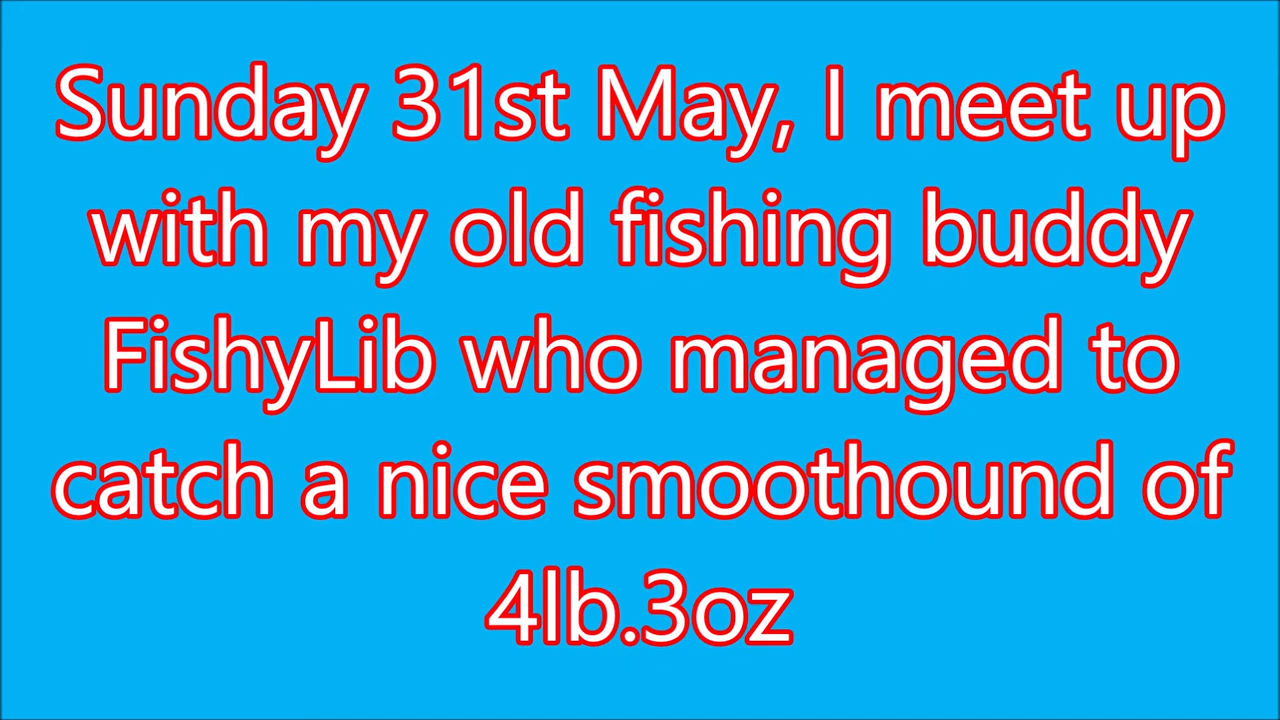 Sunday 31st May, I meet up
with my old fishing buddy
FishyLib who managed to
catch a nice smoothound of
4lb.3oz